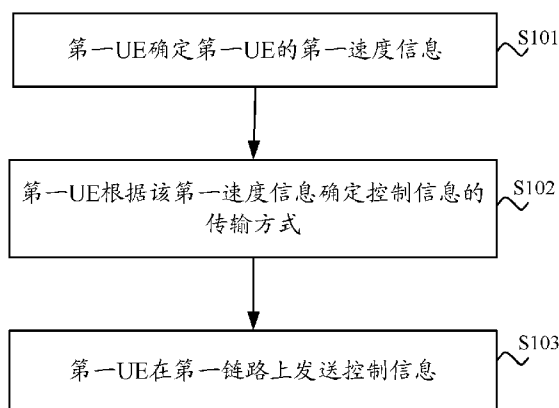 第一UE确定第一UE的第一速度信息
S101
第一UE根据该第一速度信息确定控制信息的
传输方式
S102
第一UE在第一链路上发送控制信息
S103